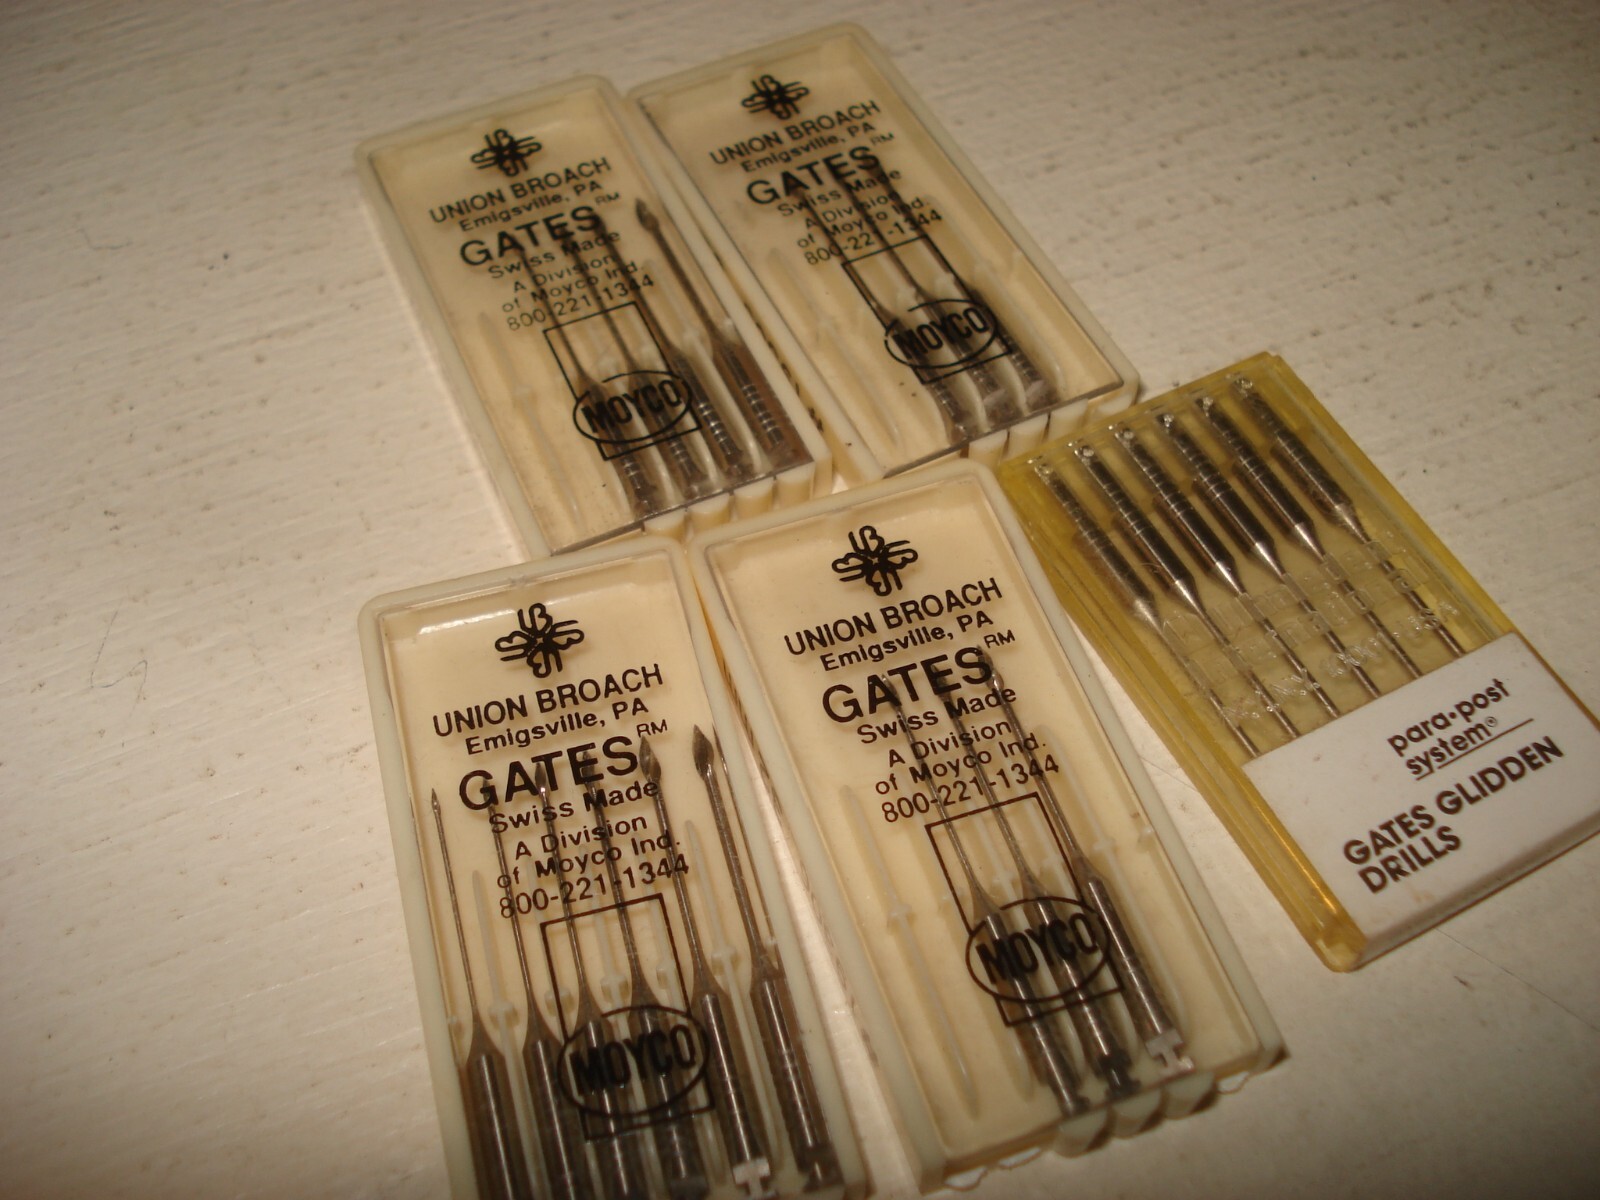 UNION BROACH
Emigsville, PA
GATES RM
Swiss Made
A Division
of Moyco Ind.
800-221-1344
MOYCO
UNION BROACH
Emigsville, PA
GATES RM
Swiss Made
A Division
of Moyco Ind.
800-221-1344
MOYCO
UNION BROACH
Emigsville, PA
GATES RM
Swiss Made
A Division
of Moyco Ind.
800-221-1344
MOYCO
UNION BROACH
Emigsville, PA
GATES RM
Swiss Made
A Division
of Moyco Ind.
800-221-1344
MOYCO
para•post
system®
GATES GLIDDEN
DRILLS